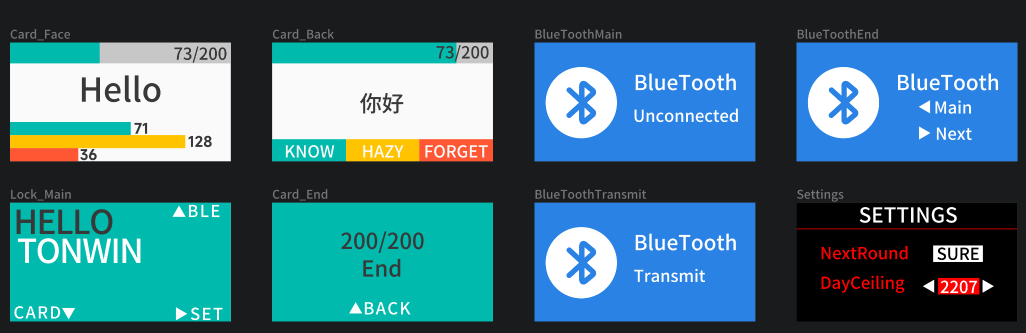 Card_Face
73/200
Hello
71
128
36
Card_Back
73/200
你好
KNOW HAZY FORGET
BlueToothMain
BlueTooth
Unconnected
BlueToothEnd
BlueTooth
◀Main
▶ Next
Lock_Main
▲BLE
HELLO
TONWIN
CARD▼ ▶SET
Card_End
200/200
End
▲BACK
BlueToothTransmit
BlueTooth
Transmit
Settings
SETTINGS
NextRound SURE
DayCeiling ◀2207▶